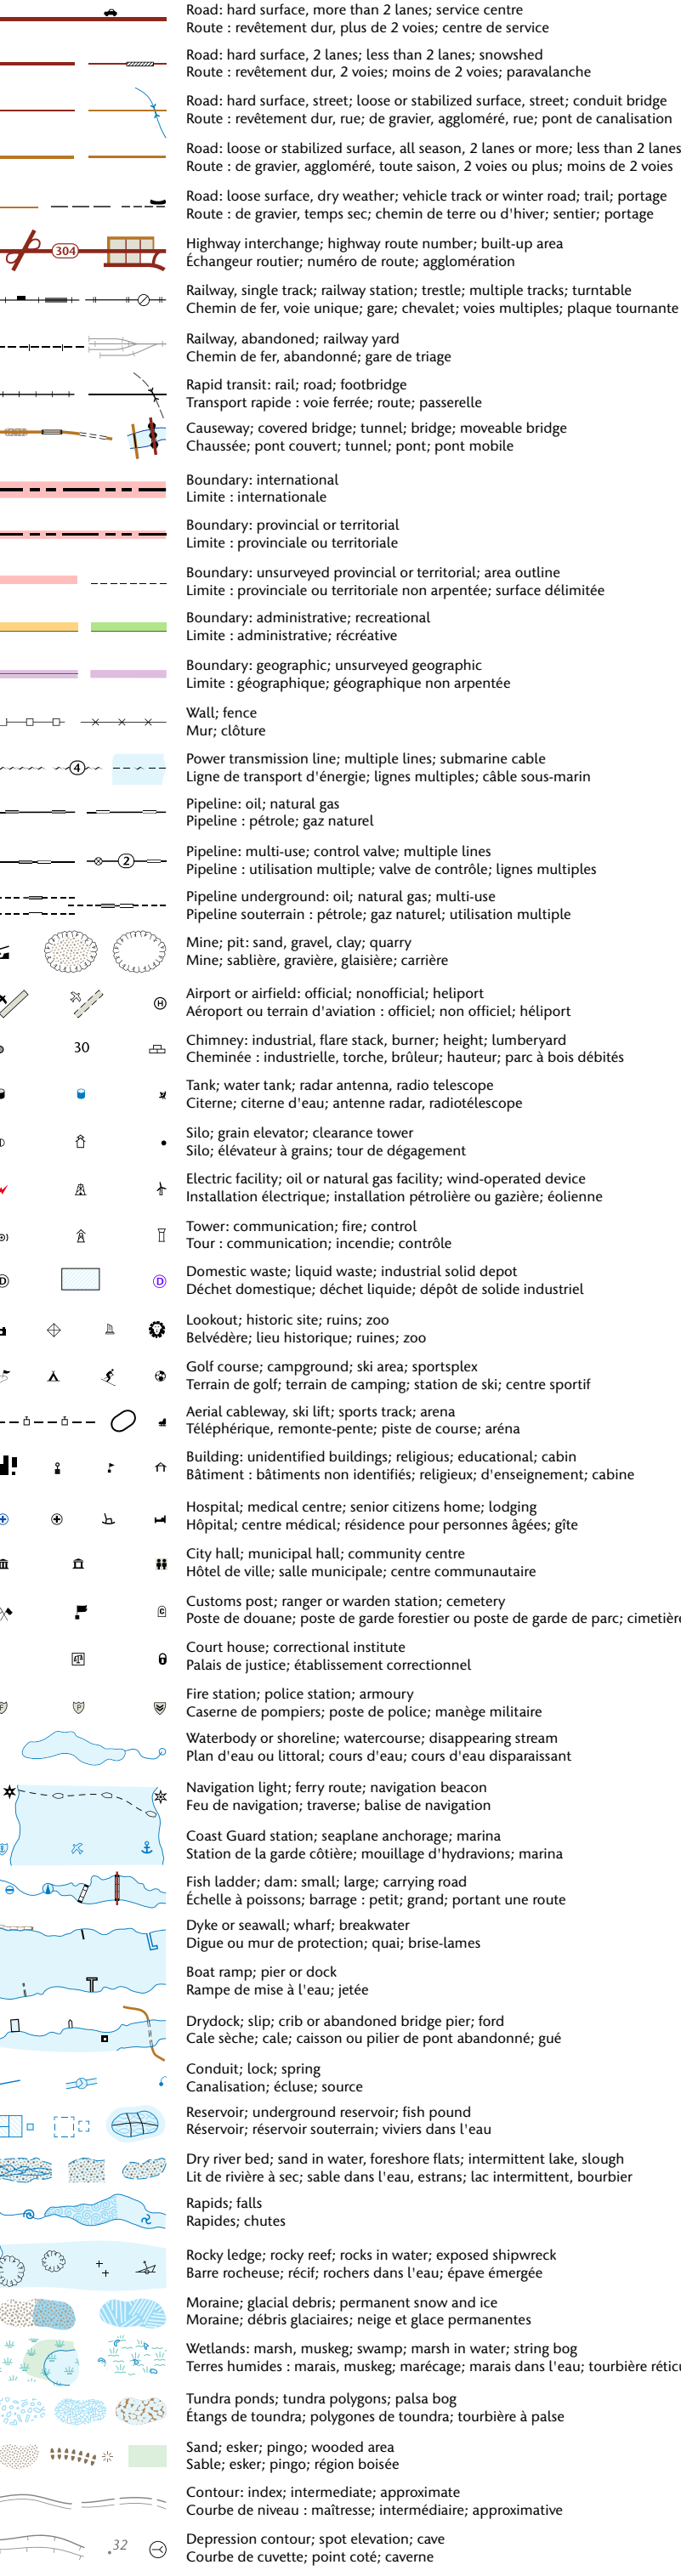 Road: hard surface, more than 2 lanes; service centre
Route : revêtement dur, plus de 2 voies; centre de service
Road: hard surface, 2 lanes; less than 2 lanes; snowshed
Route : revêtement dur, 2 voies; moins de 2 voies; paravalanche
Road: hard surface, street; loose or stabilized surface, street; conduit bridge
Route : revêtement dur, rue; de gravier, aggloméré, rue; pont de canalisation
Road: loose or stabilized surface, all season, 2 lanes or more; less than 2 lanes
Route : de gravier, aggloméré, toute saison, 2 voies ou plus; moins de 2 voies
Road: loose surface, dry weather; vehicle track or winter road; trail; portage
Route : de gravier, temps sec; chemin de terre ou d'hiver; sentier; portage
304
Highway interchange; highway route number; built-up area
Échangeur routier; numéro de route; agglomération
Railway, single track; railway station; trestle; multiple tracks; turntable
Chemin de fer, voie unique; gare; chevalet; voies multiples; plaque tournante
Railway, abandoned; railway yard
Chemin de fer, abandonné; gare de triage
Rapid transit: rail; road; footbridge
Transport rapide : voie ferrée; route; passerelle
Causeway; covered bridge; tunnel; bridge; moveable bridge
Chaussée; pont couvert; tunnel; pont; pont mobile
Boundary: international
Limite : internationale
Boundary: provincial or territorial
Limite : provinciale ou territoriale
Boundary: unsurveyed provincial or territorial; area outline
Limite : provinciale ou territoriale non arpentée; surface délimitée
Boundary: administrative; recreational
Limite : administrative; récréative
Boundary: geographic; unsurveyed geographic
Limite : géographique; géographique non arpentée
Wall; fence
Mur; clôture
4
Power transmission line; multiple lines; submarine cable
Ligne de transport d'énergie; lignes multiples; câble sous-marin
Pipeline: oil; natural gas
Pipeline : pétrole; gaz naturel
2
Pipeline: multi-use; control valve; multiple lines
Pipeline : utilisation multiple; valve de contrôle; lignes multiples
Pipeline underground: oil; natural gas; multi-use
Pipeline souterrain : pétrole; gaz naturel; utilisation multiple
Mine; pit: sand, gravel, clay; quarry
Mine; sablière, gravière, glaisière; carrière
H
Airport or airfield: official; nonofficial; heliport
Aéroport ou terrain d'aviation : officiel; non officiel; héliport
30
Chimney: industrial, flare stack, burner; height; lumberyard
Cheminée : industrielle, torche, brûleur; hauteur; parc à bois débités
Tank; water tank; radar antenna, radio telescope
Citerne; citerne d'eau; antenne radar, radiotélescope
Silo; grain elevator; clearance tower
Silo; élévateur à grains; tour de dégagement
Electric facility; oil or natural gas facility; wind-operated device
Installation électrique; installation pétrolière ou gazière; éolienne
Tower: communication; fire; control
Tour : communication; incendie; contrôle
D D
Domestic waste; liquid waste; industrial solid depot
Déchet domestique; déchet liquide; dépôt de solide industriel
Lookout; historic site; ruins; zoo
Belvédère; lieu historique; ruines; zoo
Golf course; campground; ski area; sportsplex
Terrain de golf; terrain de camping; station de ski; centre sportif
Aerial cableway, ski lift; sports track; arena
Téléphérique, remonte-pente; piste de course; aréna
Building: unidentified buildings; religious; educational; cabin
Bâtiment : bâtiments non identifiés; religieux; d'enseignement; cabine
Hospital; medical centre; senior citizens home; lodging
Hôpital; centre médical; résidence pour personnes âgées; gîte
City hall; municipal hall; community centre
Hôtel de ville; salle municipale; centre communautaire
C
Customs post; ranger or warden station; cemetery
Poste de douane; poste de garde forestier ou poste de garde de parc; cimetière
Court house; correctional institute
Palais de justice; établissement correctionnel
F P
Fire station; police station; armoury
Caserne de pompiers; poste de police; manège militaire
Waterbody or shoreline; watercourse; disappearing stream
Plan d'eau ou littoral; cours d'eau; cours d'eau disparaissant
Navigation light; ferry route; navigation beacon
Feu de navigation; traverse; balise de navigation
Coast Guard station; seaplane anchorage; marina
Station de la garde côtière; mouillage d'hydravions; marina
Fish ladder; dam: small; large; carrying road
Échelle à poissons; barrage : petit; grand; portant une route
Dyke or seawall; wharf; breakwater
Digue ou mur de protection; quai; brise-lames
Boat ramp; pier or dock
Rampe de mise à l'eau; jetée
Drydock; slip; crib or abandoned bridge pier; ford
Cale sèche; cale; caisson ou pilier de pont abandonné; gué
Conduit; lock; spring
Canalisation; écluse; source
Reservoir; underground reservoir; fish pound
Réservoir; réservoir souterrain; viviers dans l'eau
Dry river bed; sand in water, foreshore flats; intermittent lake, slough
Lit de rivière à sec; sable dans l'eau, estrans; lac intermittent, bourbier
Rapids; falls
Rapides; chutes
Rocky ledge; rocky reef; rocks in water; exposed shipwreck
Barre rocheuse; récif; rochers dans l'eau; épave émergée
Moraine; glacial debris; permanent snow and ice
Moraine; débris glaciaires; neige et glace permanentes
Wetlands: marsh, muskeg; swamp; marsh in water; string bog
Terres humides : marais, muskeg; marécage; marais dans l'eau; tourbière réticu
Tundra ponds; tundra polygons; palsa bog
Étangs de toundra; polygones de toundra; tourbière à palse
Sand; esker; pingo; wooded area
Sable; esker; pingo; région boisée
Contour: index; intermediate; approximate
Courbe de niveau : maîtresse; intermédiaire; approximative
.32
Depression contour; spot elevation; cave
Courbe de cuvette; point coté; caverne